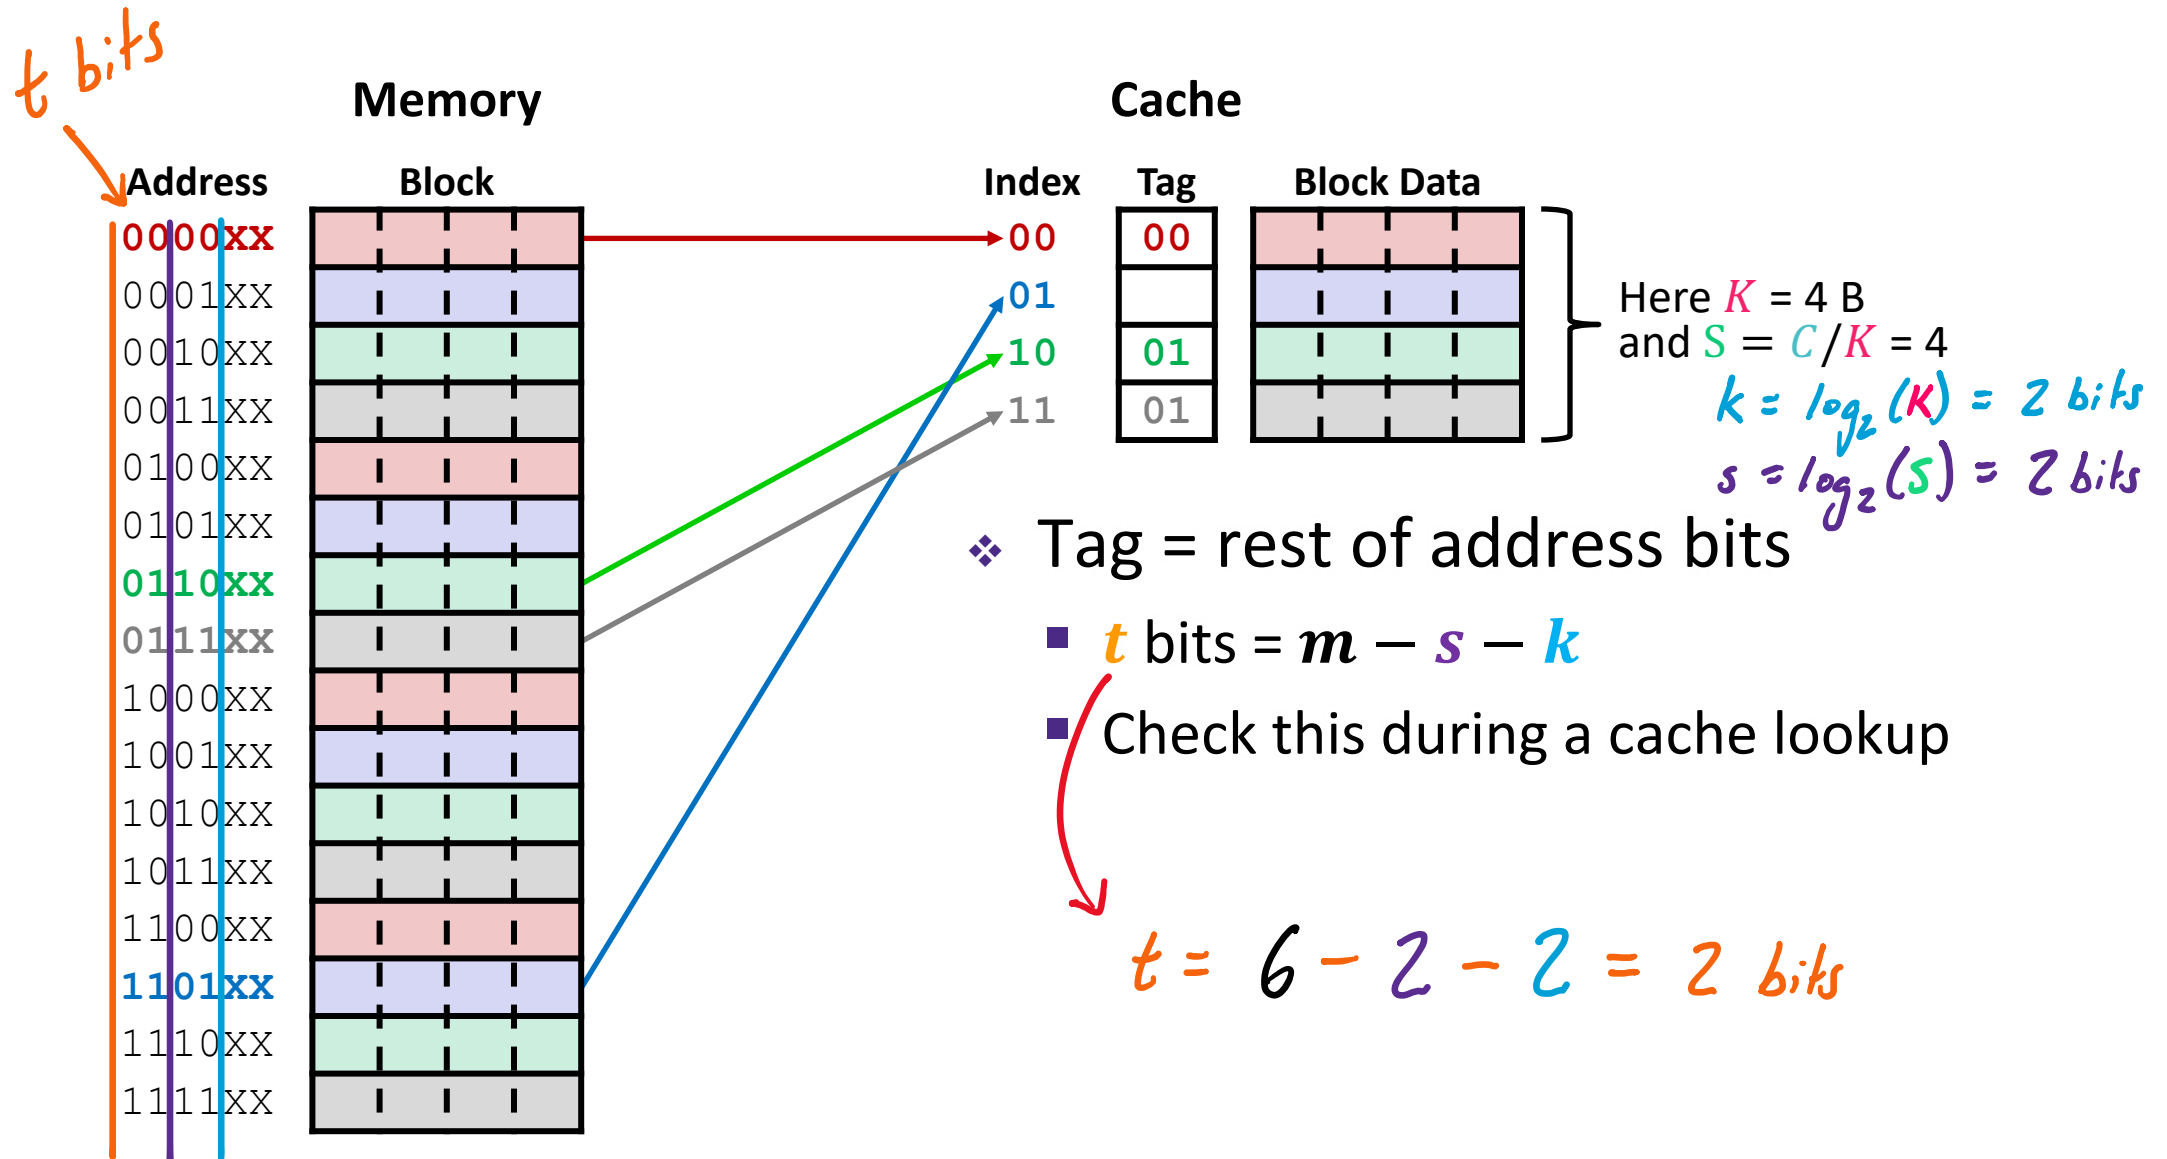 t bits
Memory
Cache
Address Block
Index Tag Block Data
0000XX
0001XX
0010XX
0011XX
0100XX
0101XX
0110XX
0111XX
1000XX
1001XX
1010XX
1011XX
1100XX
1101XX
1110XX
1111XX
00 00
01
10 01
11 01
Here K = 4 B
and S = C/K = 4
k = log₂(K) = 2 bits
s = log₂(S) = 2 bits
❖ Tag = rest of address bits
■ t bits = m − s − k
■ Check this during a cache lookup
t = 6 − 2 − 2 = 2 bits